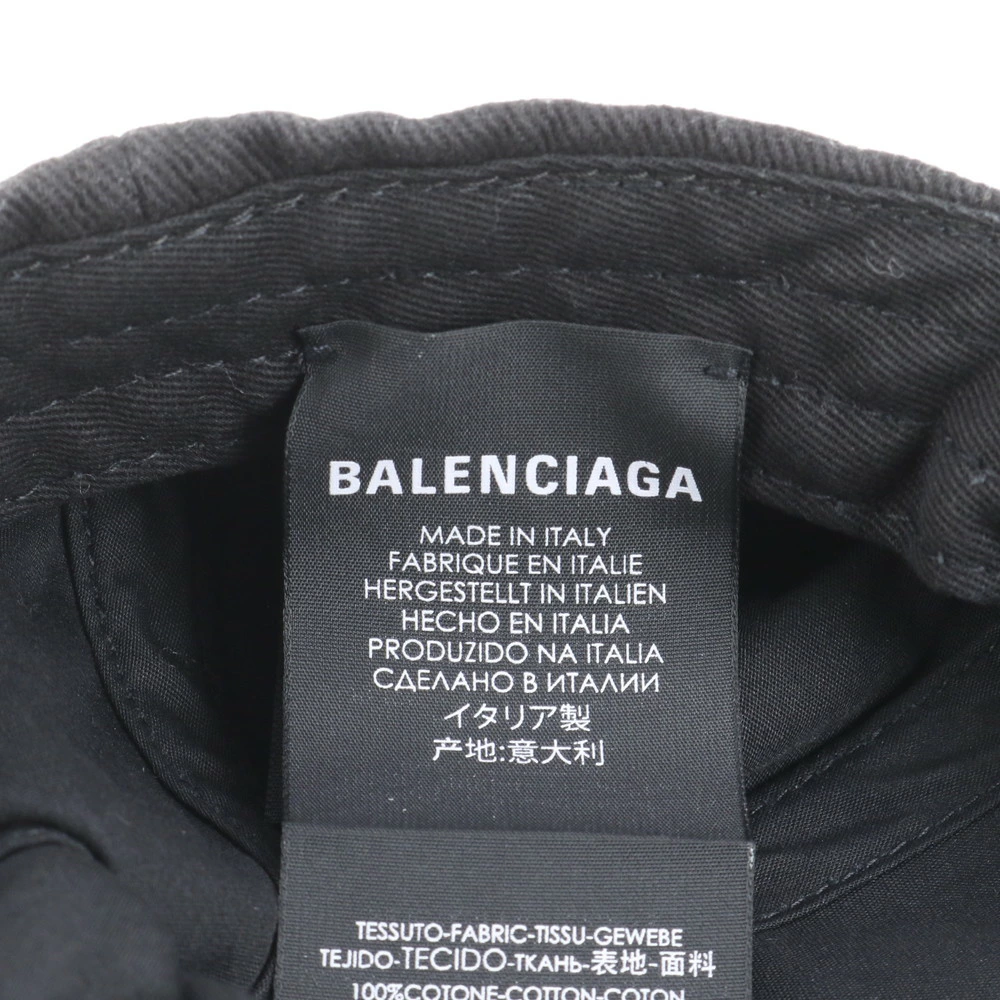 BALENCIAGA
MADE IN ITALY
FABRIQUE EN ITALIE
HERGESTELLT IN ITALIEN
HECHO EN ITALIA
PRODUZIDO NA ITALIA
СДЕЛАНО В ИТАЛИИ
イタリア製
产地:意大利
TESSUTO-FABRIC-TISSU-GEWEBE
TEJIDO-TECIDO-ТКАНЬ-表地-面料
100%COTONE-COTTON-COTON